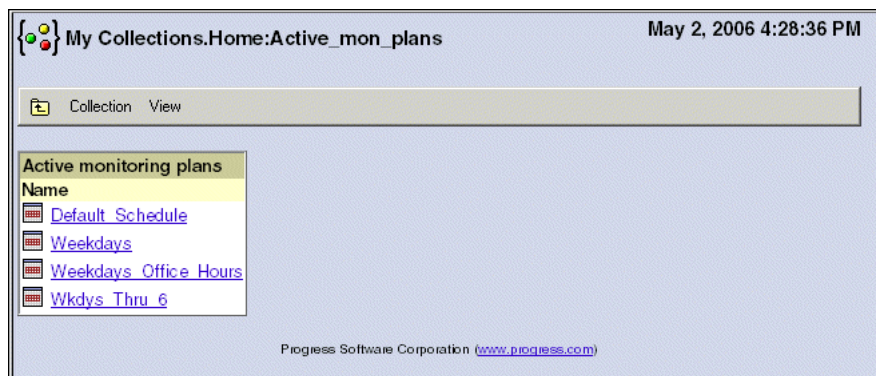 My Collections.Home:Active_mon_plans
May 2, 2006 4:28:36 PM
Collection View
Active monitoring plans
Name
Default_Schedule
Weekdays
Weekdays_Office_Hours
Wkdys_Thru_6
Progress Software Corporation (www.progress.com)